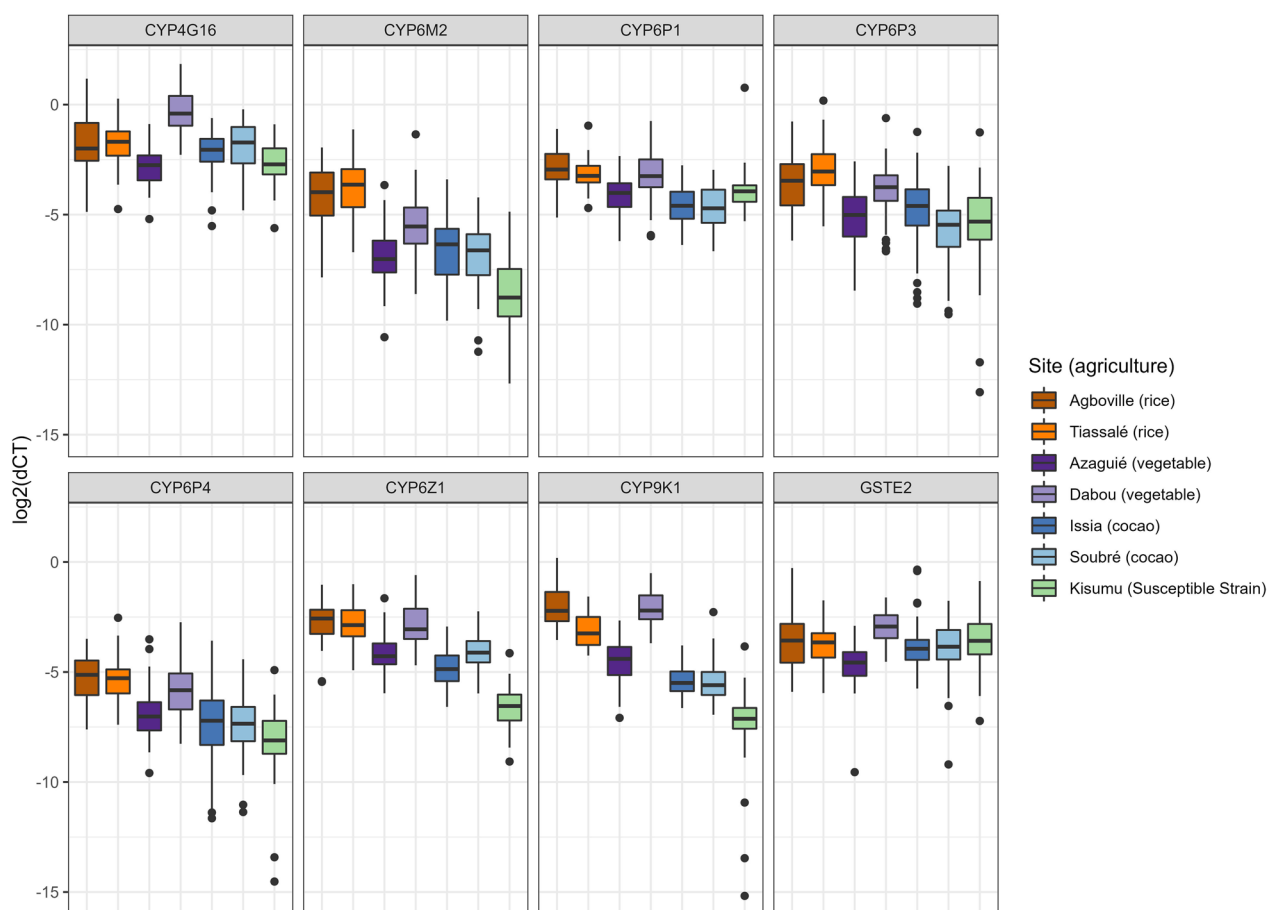 CYP4G16 CYP6M2 CYP6P1 CYP6P3
0
-5
-10
-15
log2(dCT)
CYP6P4 CYP6Z1 CYP9K1 GSTE2
0
-5
-10
-15
Site (agriculture)
Agboville (rice)
Tiassalé (rice)
Azaguié (vegetable)
Dabou (vegetable)
Issia (cocao)
Soubré (cocao)
Kisumu (Susceptible Strain)